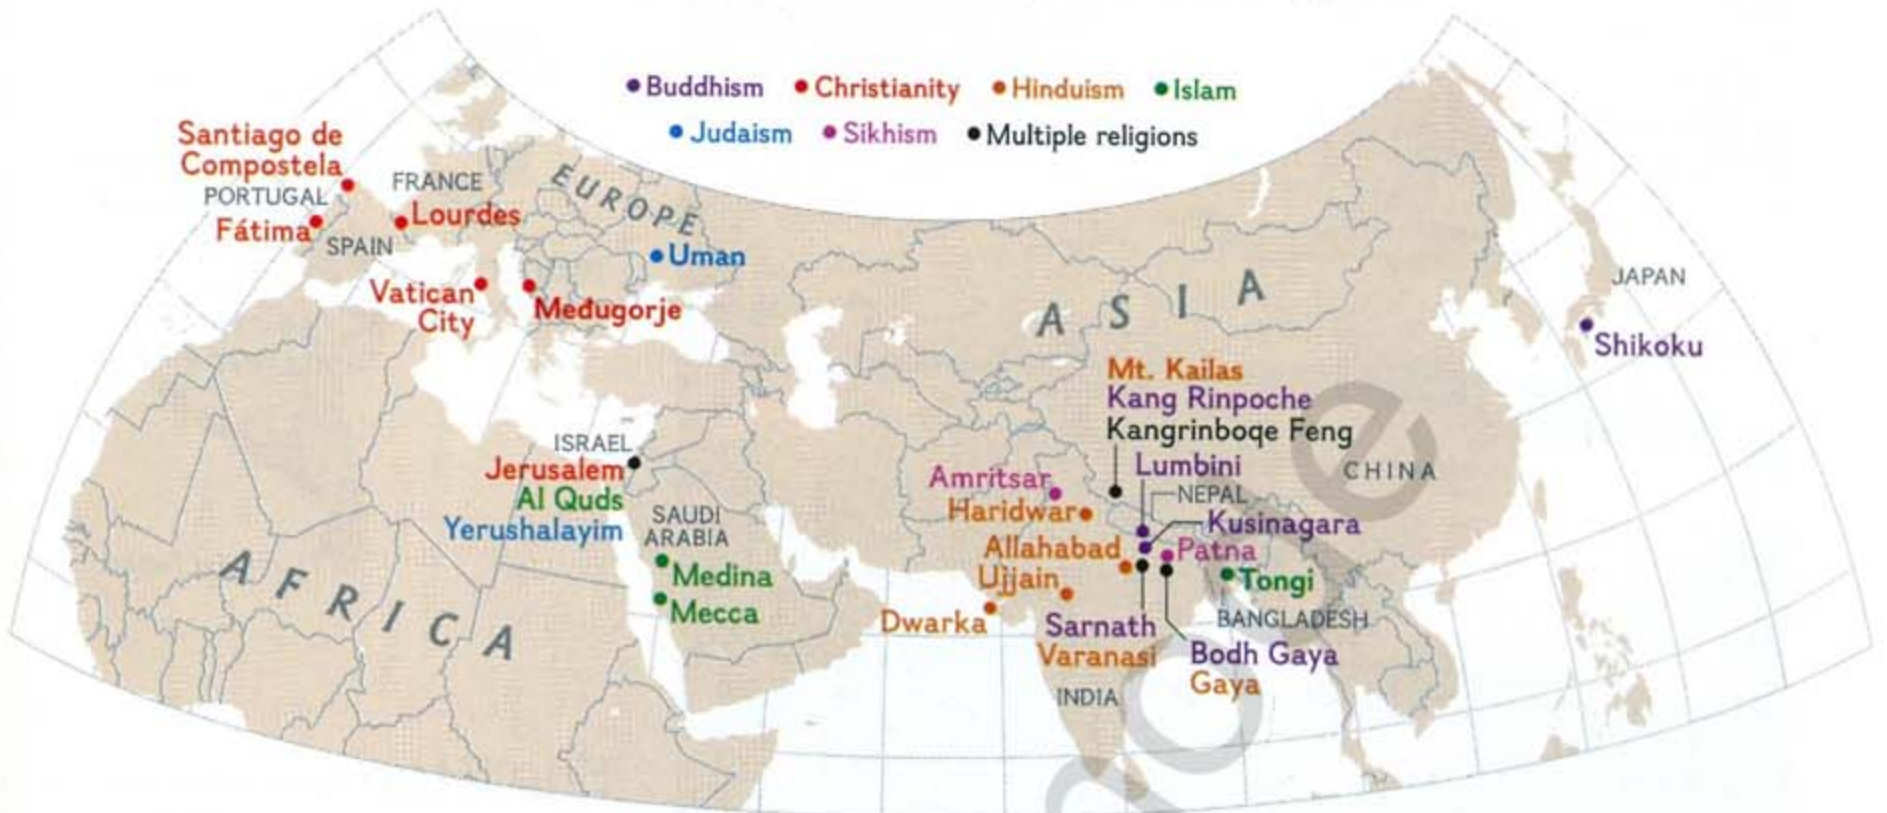 Buddhism Christianity Hinduism Islam
Judaism Sikhism Multiple religions
Santiago de
Compostela
PORTUGAL
Fátima
SPAIN
FRANCE
Lourdes
EUROPE
Uman
Vatican
City
Međugorje
ASIA
JAPAN
Shikoku
Mt. Kailas
Kang Rinpoche
Kangrinboqe Feng
CHINA
ISRAEL
Jerusalem
Al Quds
Yerushalayim
SAUDI
ARABIA
Medina
Mecca
AFRICA
Amritsar
Haridwar
Lumbini
NEPAL
Kusinagara
Allahabad
Patna
Ujjain
Tongi
Dwarka
BANGLADESH
Sarnath
Varanasi
Bodh Gaya
Gaya
INDIA